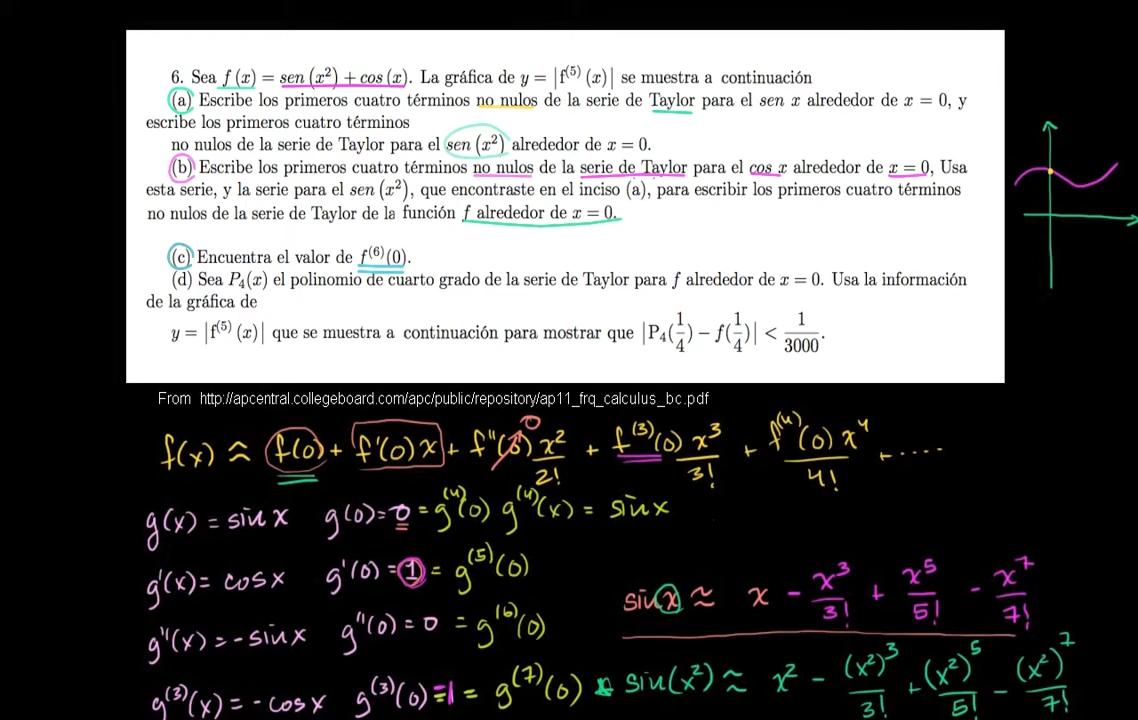 6. Sea f (x) = sen (x²) + cos (x). La gráfica de y = |f⁽⁵⁾ (x)| se muestra a continuación
(a) Escribe los primeros cuatro términos no nulos de la serie de Taylor para el sen x alrededor de x = 0, y
escribe los primeros cuatro términos
no nulos de la serie de Taylor para el sen (x²) alrededor de x = 0.
(b) Escribe los primeros cuatro términos no nulos de la serie de Taylor para el cos x alrededor de x = 0, Usa
esta serie, y la serie para el sen (x²), que encontraste en el inciso (a), para escribir los primeros cuatro términos
no nulos de la serie de Taylor de la función f alrededor de x = 0.
(c) Encuentra el valor de f⁽⁶⁾(0).
(d) Sea P₄(x) el polinomio de cuarto grado de la serie de Taylor para f alrededor de x = 0. Usa la información
de la gráfica de
y = |f⁽⁵⁾ (x)| que se muestra a continuación para mostrar que |P₄(1/4) − f(1/4)| < 1/3000.
From http://apcentral.collegeboard.com/apc/public/repository/ap11_frq_calculus_bc.pdf
f(x) ≈ f(0) + f'(0) x + f''(0) x²/2! + f⁽³⁾(0) x³/3! + f⁽⁴⁾(0) x⁴/4! + ....
0
g(x) = sin x g(0) = 0 = g⁽⁴⁾(0) g⁽⁴⁾(x) = sin x
g'(x) = cos x g'(0) = 1 = g⁽⁵⁾(0)
sin x ≈ x − x³/3! + x⁵/5! − x⁷/7!
g''(x) = -sin x g''(0) = 0 = g⁽⁶⁾(0)
g⁽³⁾(x) = -cos x g⁽³⁾(0) = -1 = g⁽⁷⁾(0)
sin(x²) ≈ x² − (x²)³/3! + (x²)⁵/5! − (x²)⁷/7!